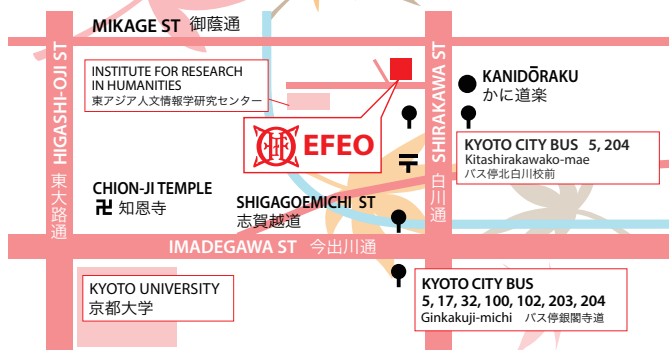 MIKAGE ST 御蔭通
HIGASHI-OJI ST 東大路通
INSTITUTE FOR RESEARCH
IN HUMANITIES
東アジア人文情報学研究センター
EFEO
SHIRAKAWA ST 白川通
KANIDŌRAKU
かに道楽
KYOTO CITY BUS 5, 204
Kitashirakawako-mae
バス停北白川校前
CHION-JI TEMPLE
卍 知恩寺
SHIGAGOEMICHI ST
志賀越道
IMADEGAWA ST 今出川通
KYOTO UNIVERSITY
京都大学
KYOTO CITY BUS
5, 17, 32, 100, 102, 203, 204
Ginkakuji-michi バス停銀閣寺道